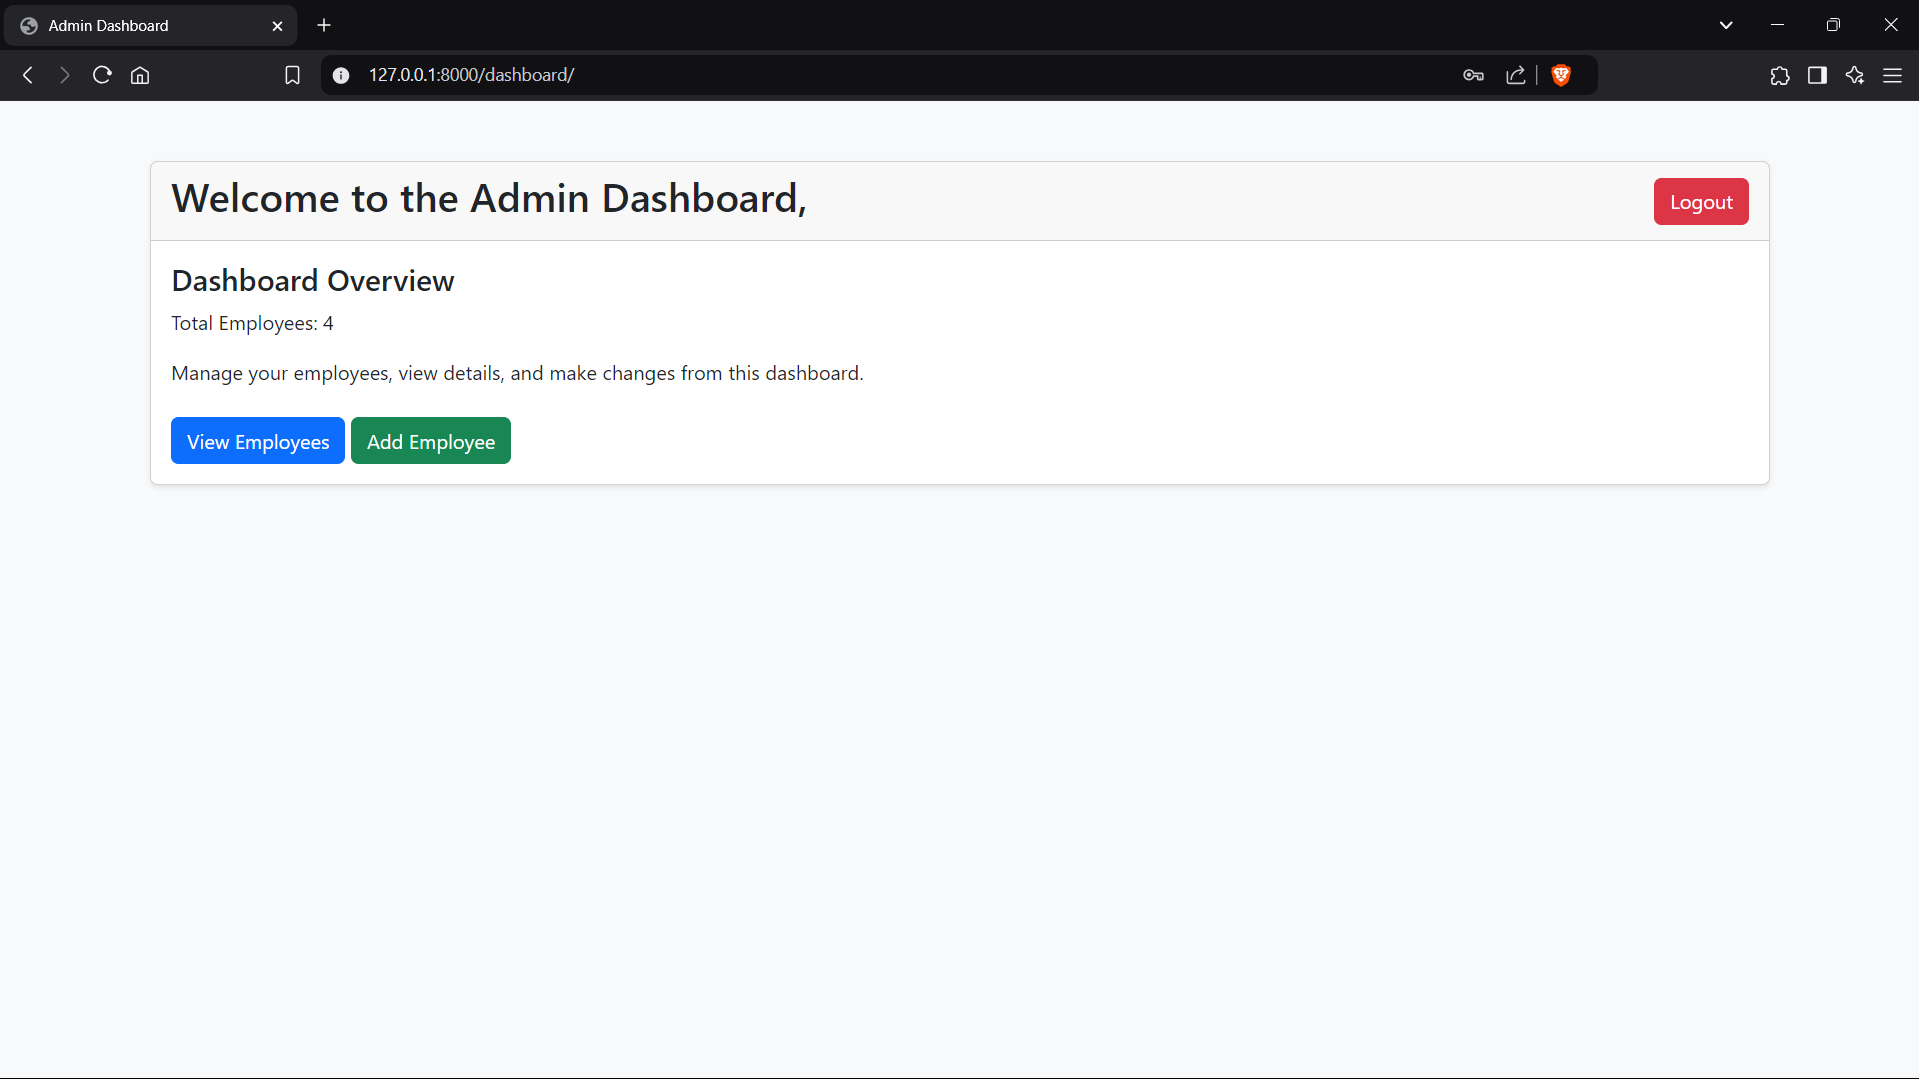 Admin Dashboard
127.0.0.1:8000/dashboard/
Welcome to the Admin Dashboard,
Logout
Dashboard Overview
Total Employees: 4
Manage your employees, view details, and make changes from this dashboard.
View Employees
Add Employee